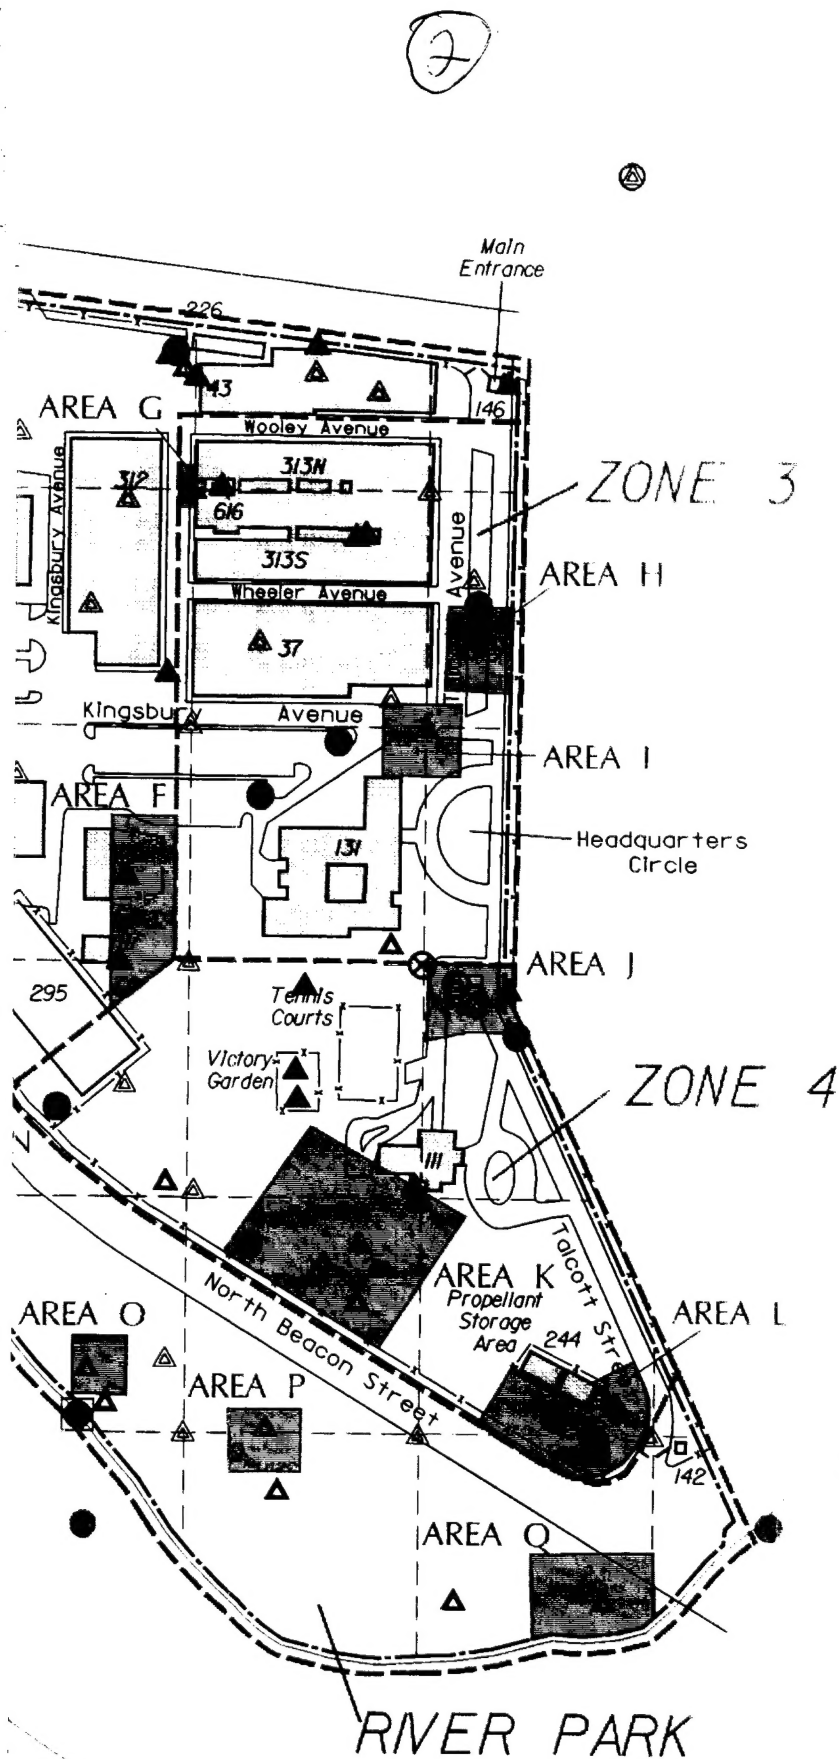 2
Main
Entrance
226
43
146
AREA G
Wooley Avenue
Kingsbury Avenue
312
313N
ZONE 3
616
Avenue
313S
AREA H
Wheeler Avenue
37
Kingsbury Avenue
AREA I
AREA F
Headquarters
Circle
131
AREA J
295
Tennis
Courts
Victory
Garden
ZONE 4
111
Talcott Stre
AREA K
Propellant
Storage
Area
244
AREA L
North Beacon Street
AREA O
AREA P
142
AREA Q
RIVER PARK